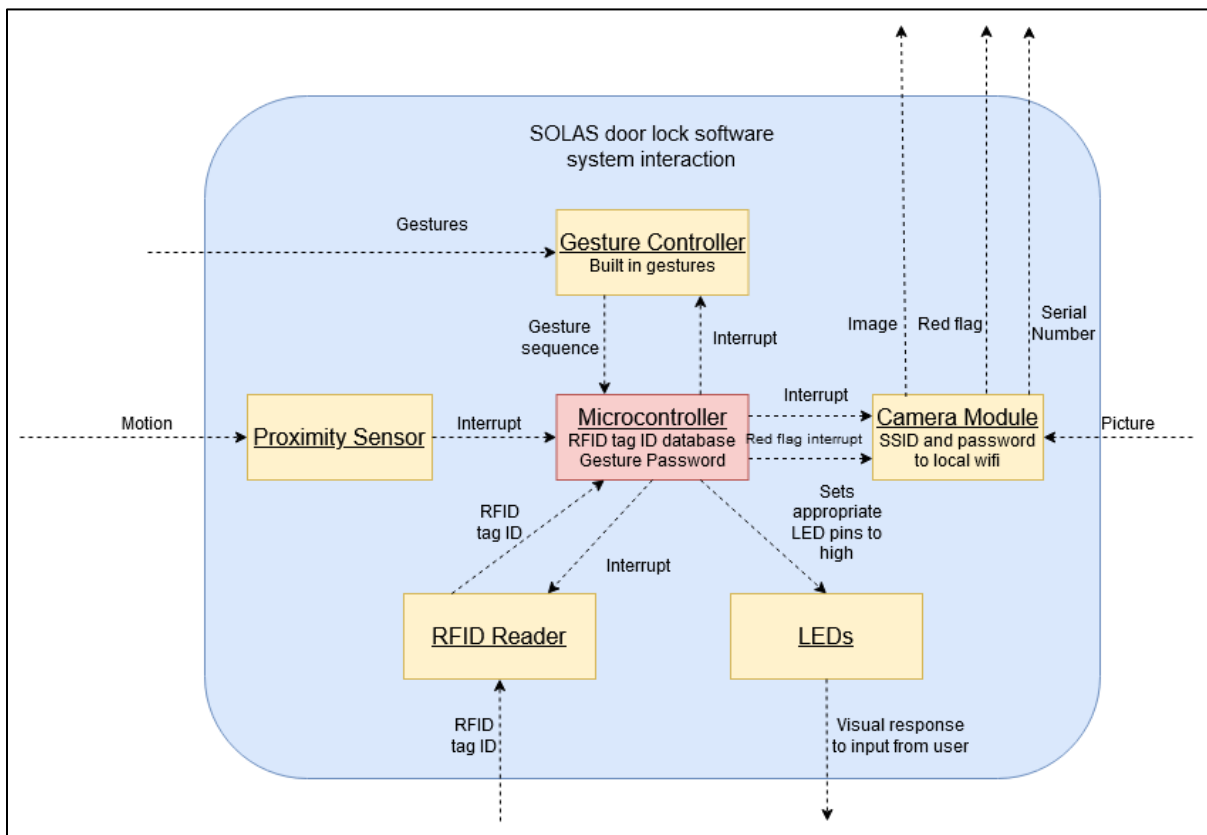 SOLAS door lock software
system interaction
Gestures
Gesture Controller
Built in gestures
Gesture
sequence
Interrupt
Image
Red flag
Serial
Number
Motion
Proximity Sensor
Interrupt
Microcontroller
RFID tag ID database
Gesture Password
Interrupt
Red flag interrupt
Camera Module
SSID and password
to local wifi
Picture
RFID
tag ID
Interrupt
Sets
appropriate
LED pins to
high
RFID Reader
LEDs
RFID
tag ID
Visual response
to input from user